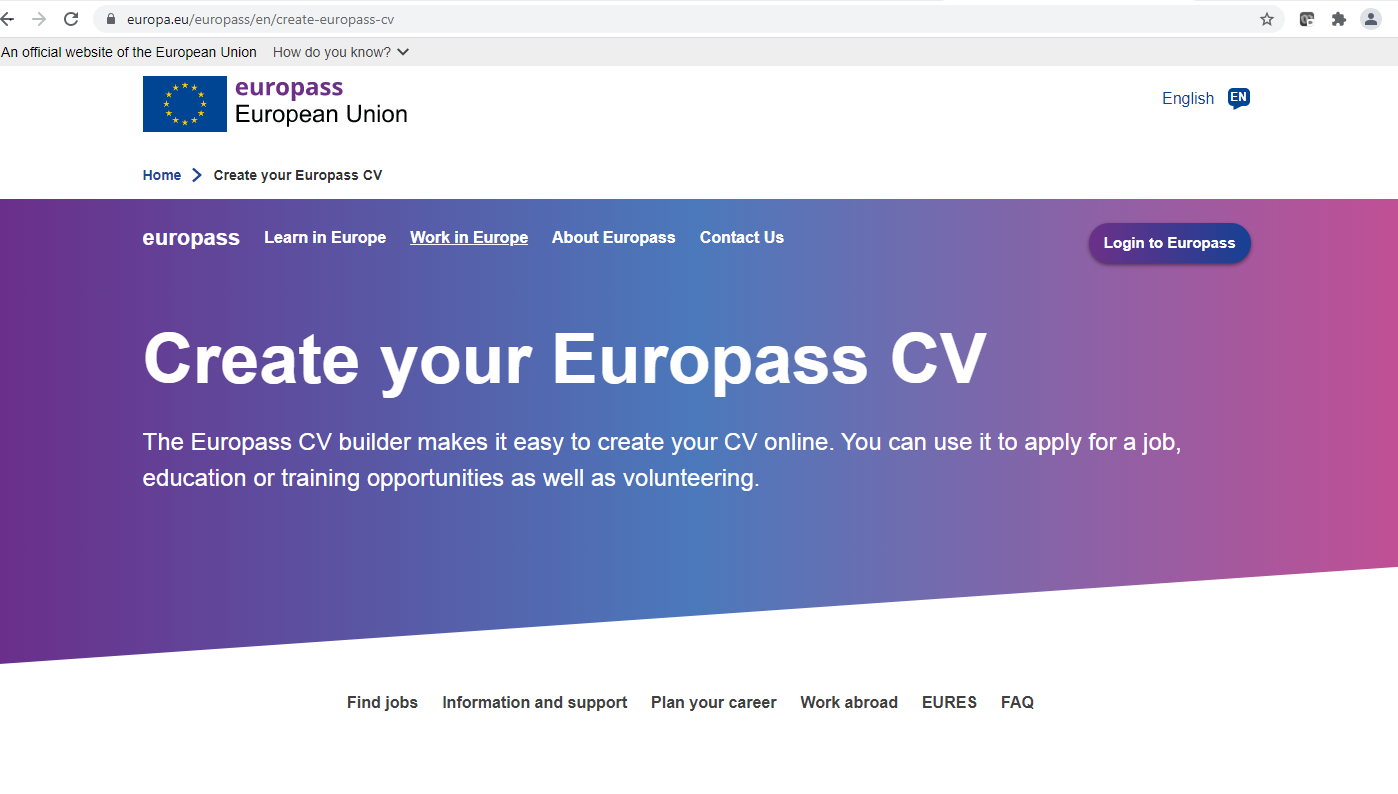 europa.eu/europass/en/create-europass-cv
An official website of the European Union How do you know?
europass
European Union
English EN
Home Create your Europass CV
europass Learn in Europe Work in Europe About Europass Contact Us Login to Europass
Create your Europass CV
The Europass CV builder makes it easy to create your CV online. You can use it to apply for a job,
education or training opportunities as well as volunteering.
Find jobs Information and support Plan your career Work abroad EURES FAQ